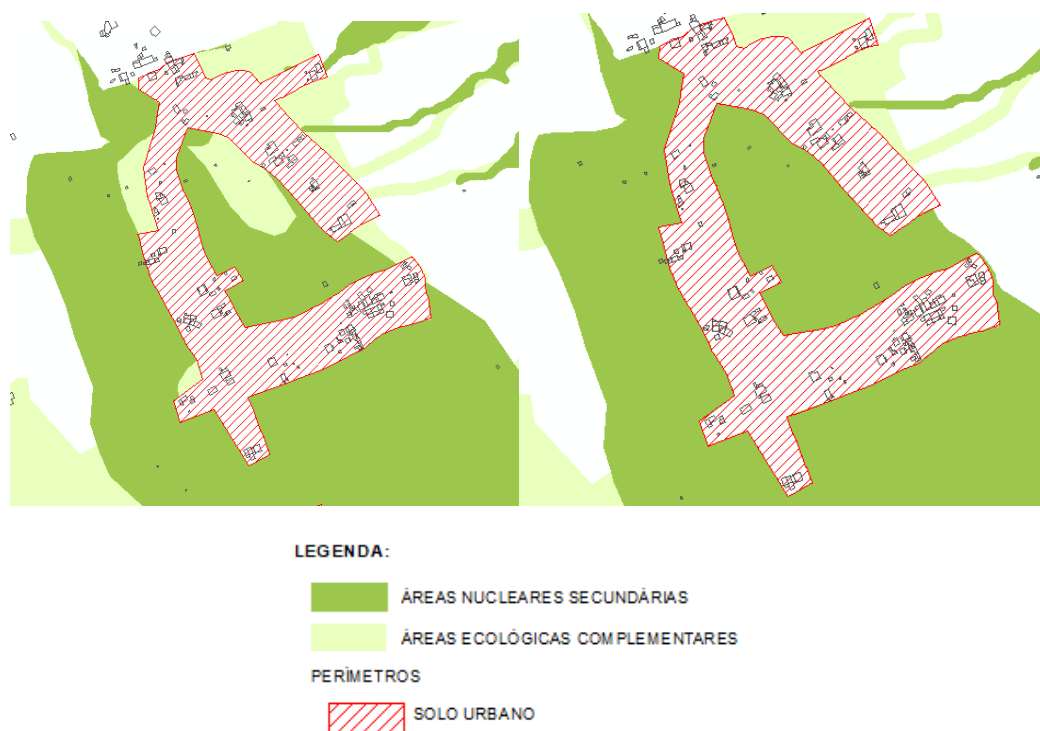 LEGENDA:
ÁREAS NUCLEARES SECUNDÁRIAS
ÁREAS ECOLÓGICAS COMPLEMENTARES
PERÍMETROS
SOLO URBANO